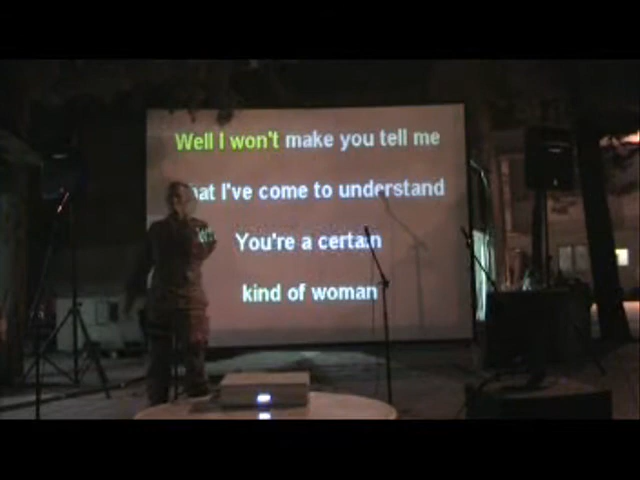 Well I won't make you tell me
I've come to understand
You're a certain
kind of woman